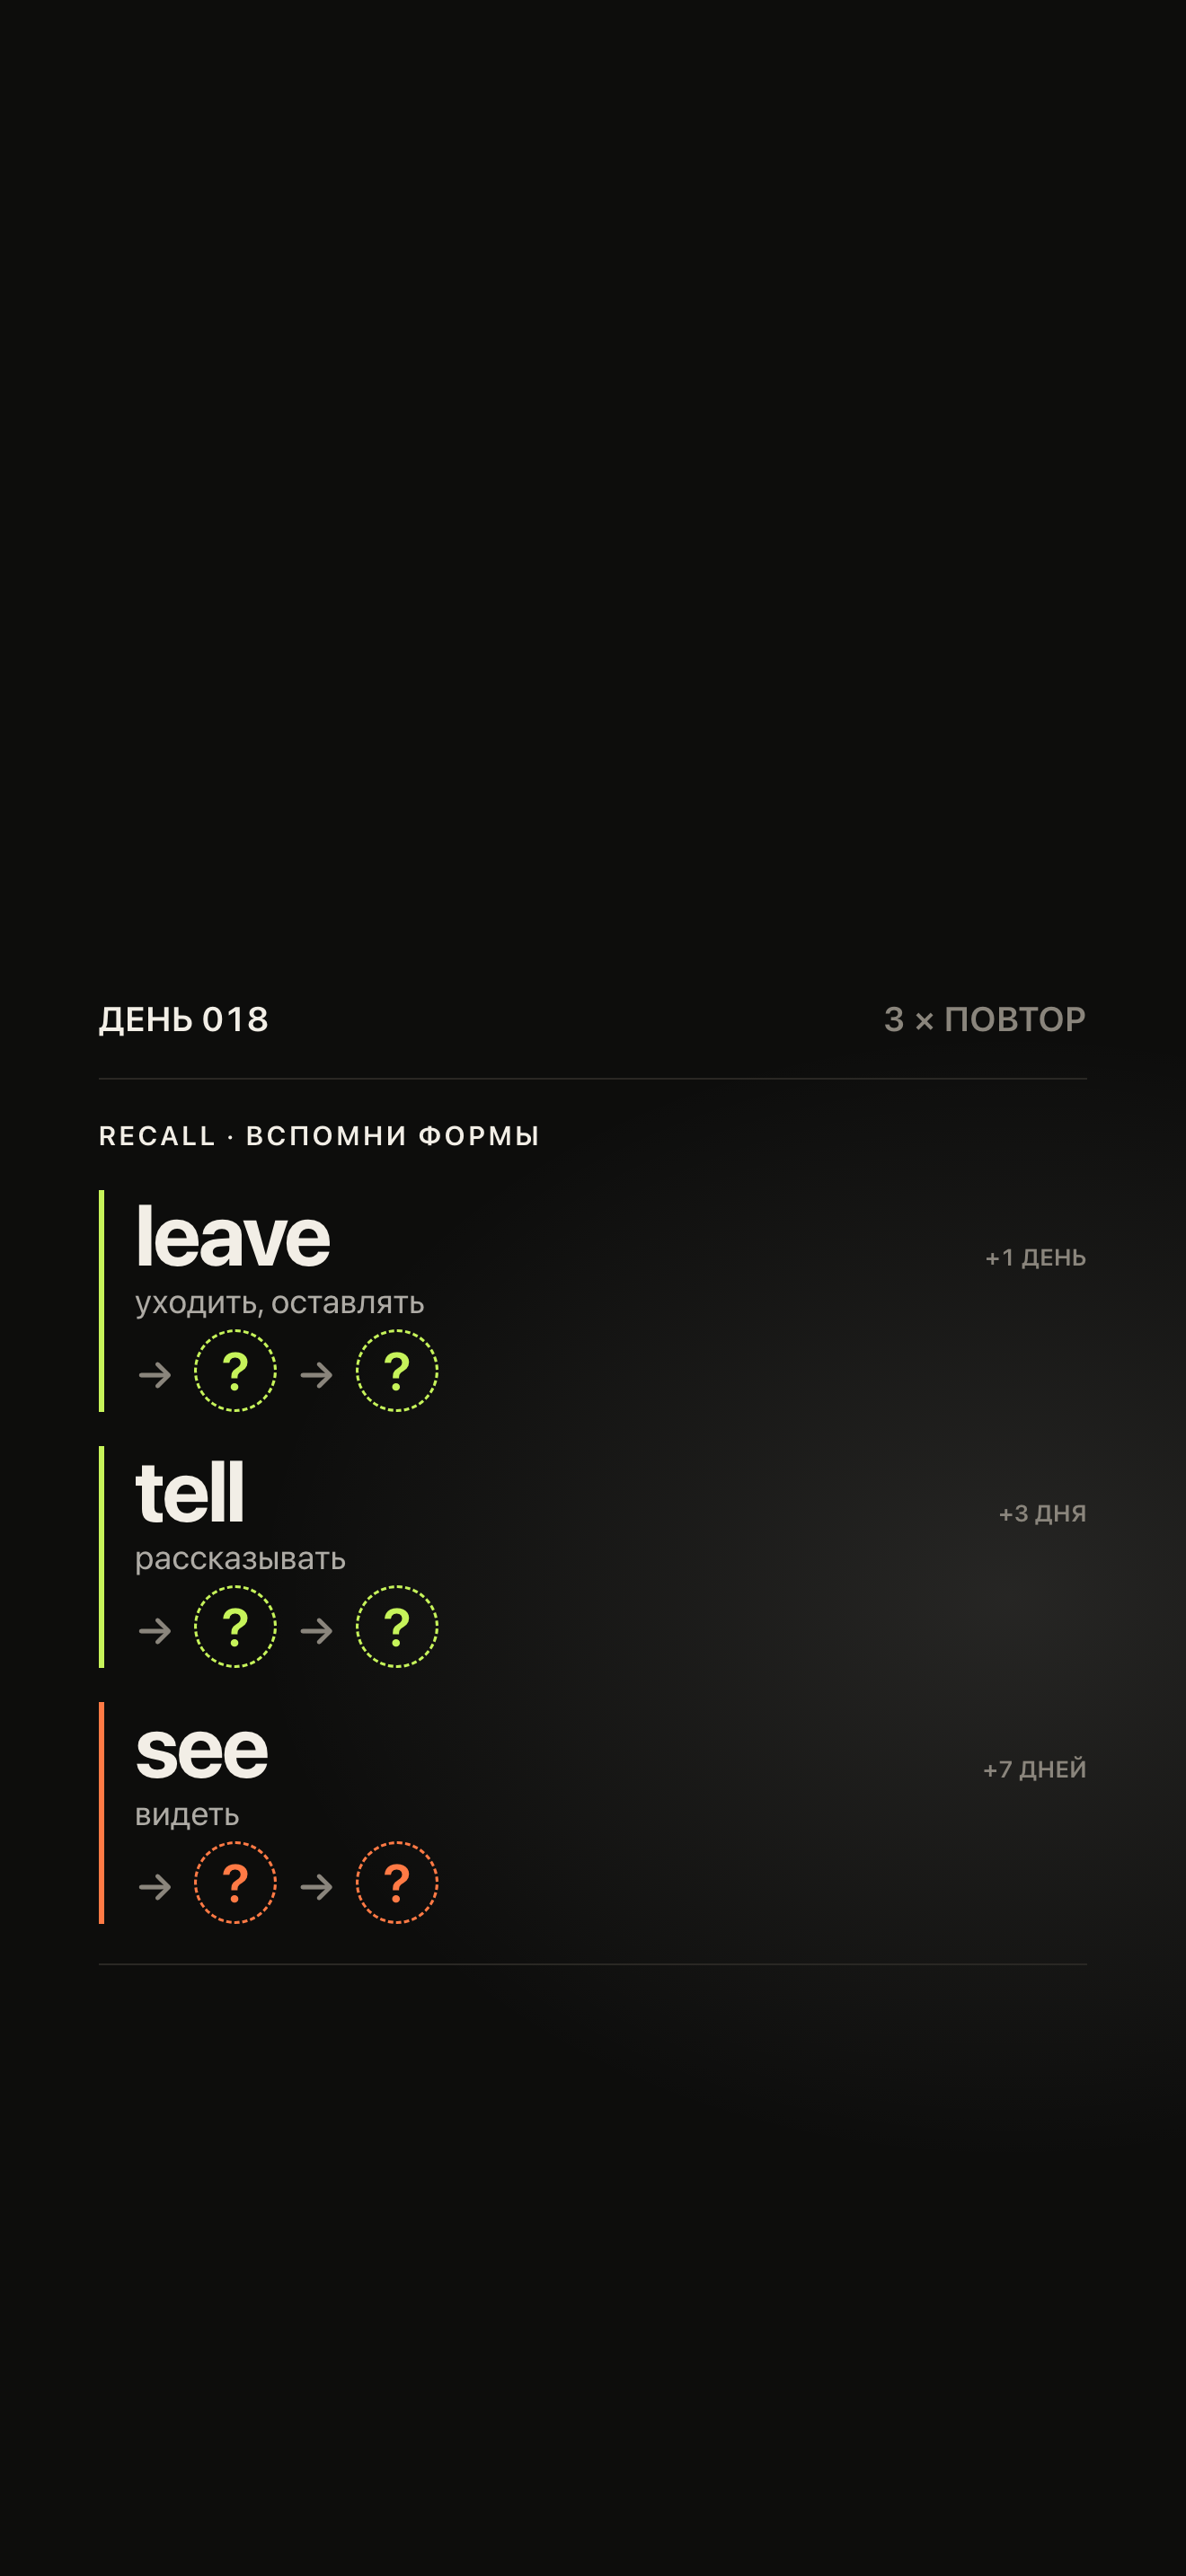 ДЕНЬ 018
3 × ПОВТОР
RECALL · ВСПОМНИ ФОРМЫ
leave
+1 ДЕНЬ
уходить, оставлять
→ ? → ?
tell
+3 ДНЯ
рассказывать
→ ? → ?
see
+7 ДНЕЙ
видеть
→ ? → ?